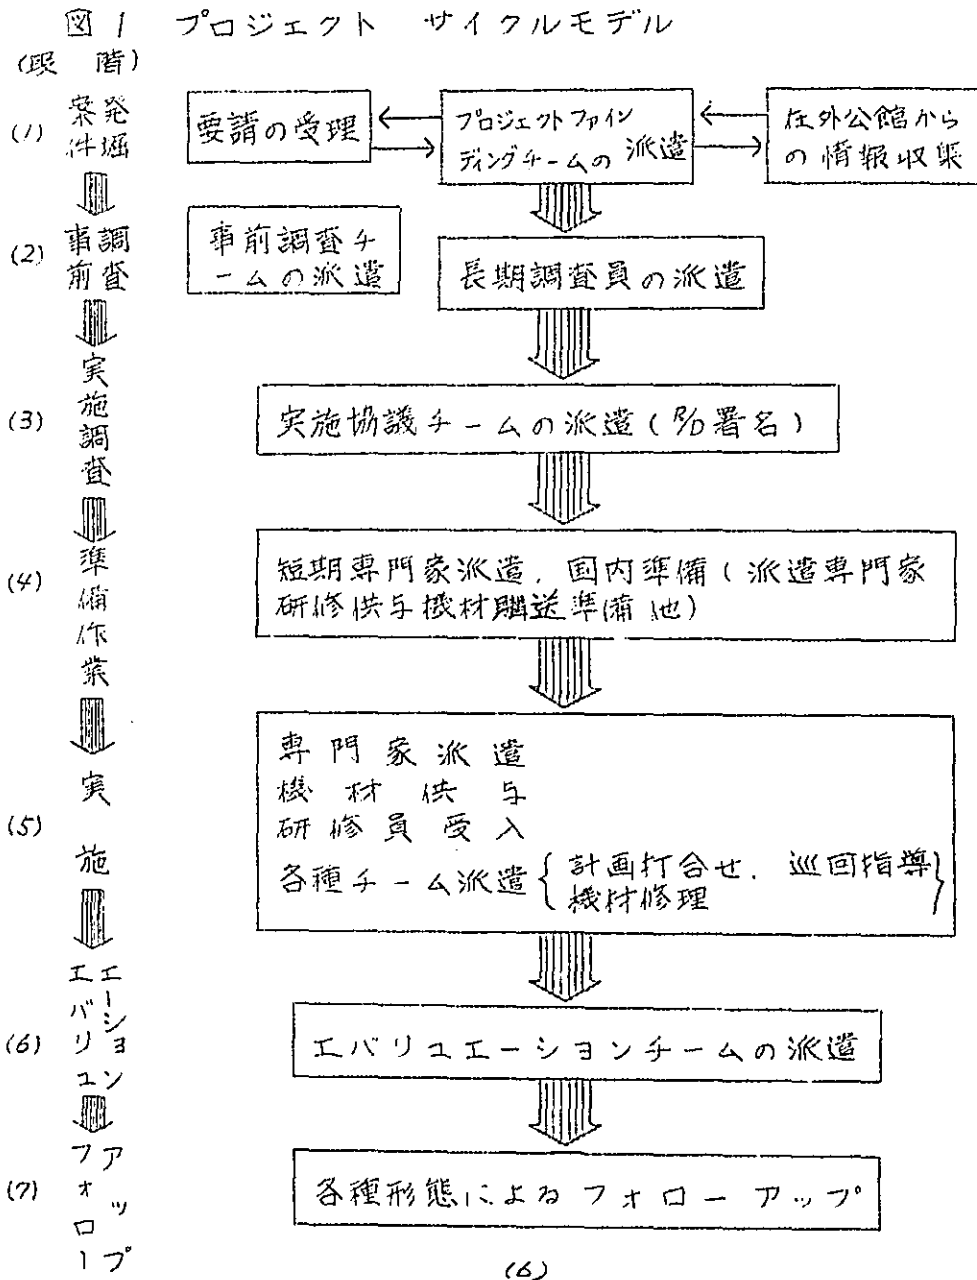 図1 プロジェクト サイクルモデル
(段 階)
(1) 案件発掘
要請の受理
プロジェクトファイン
ディングチームの派遣
在外公館から
の情報収集
(2) 事前調査
事前調査チ
ームの派遣
長期調査員の派遣
(3) 実施調査
実施協議チームの派遣(R/D署名)
(4) 準備作業
短期専門家派遣、国内準備(派遣専門家
研修供与機材購送準備他)
(5) 実施
専門家派遣
機材供与
研修員受入
各種チーム派遣{計画打合せ、巡回指導
機材修理}
(6) エバリュエーション
エバリュエーションチームの派遣
(7) フォローアップ
各種形態によるフォローアップ
(6)